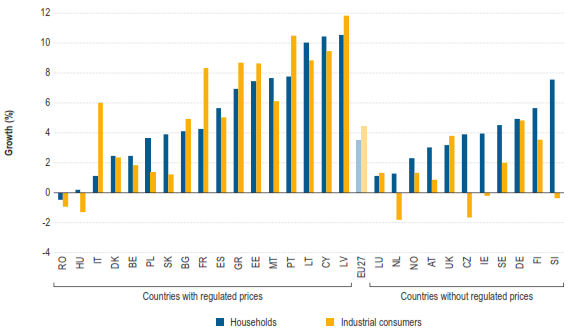 12
10
8
6
4
2
0
-2
-4
Growth (%)
RO HU IT DK BE PL SK BG FR ES GR EE MT PT LT CY LV EU27 LU NL NO AT UK CZ IE SE DE FI SI
Countries with regulated prices Countries without regulated prices
Households Industrial consumers